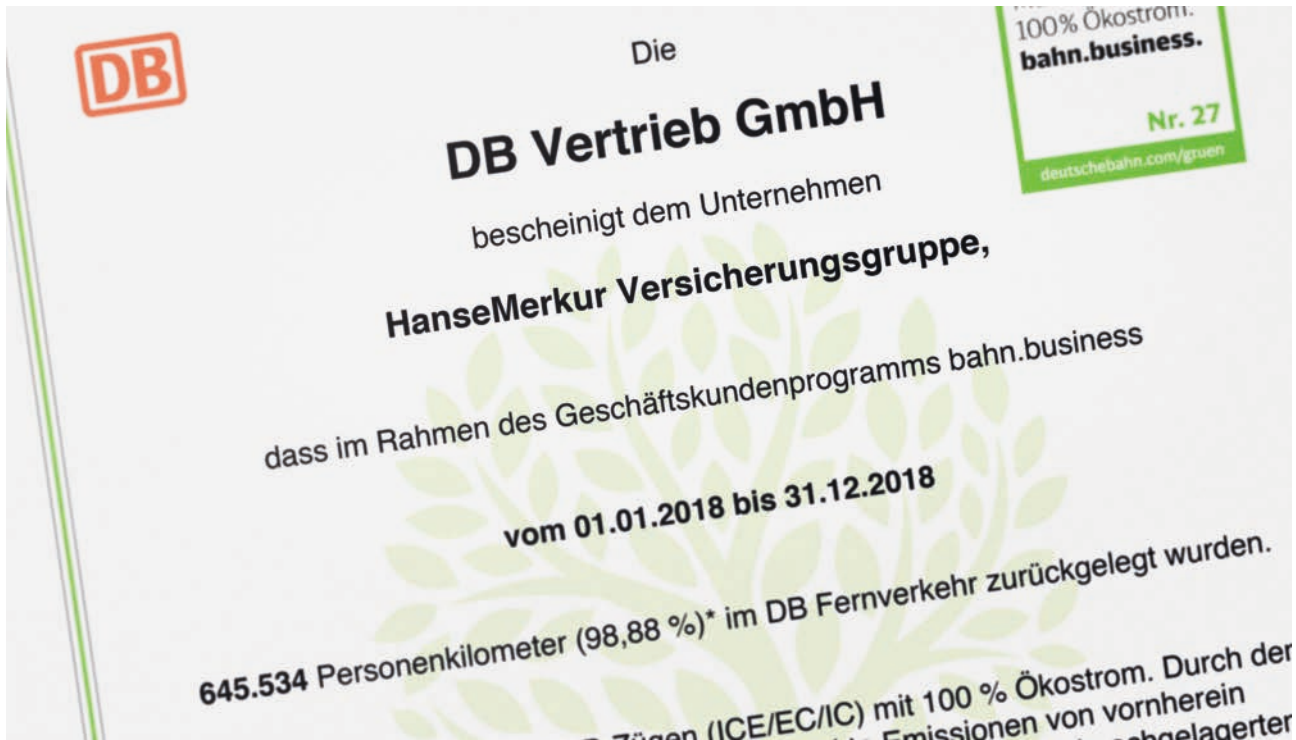 DB
Die
100% Ökostrom.
bahn.business.
Nr. 27
deutschebahn.com/gruen
DB Vertrieb GmbH
bescheinigt dem Unternehmen
HanseMerkur Versicherungsgruppe,
dass im Rahmen des Geschäftskundenprogramms bahn.business
vom 01.01.2018 bis 31.12.2018
645.534 Personenkilometer (98,88 %)* im DB Fernverkehr zurückgelegt wurden.
Zügen (ICE/EC/IC) mit 100 % Ökostrom. Durch der
Emissionen von vornherein